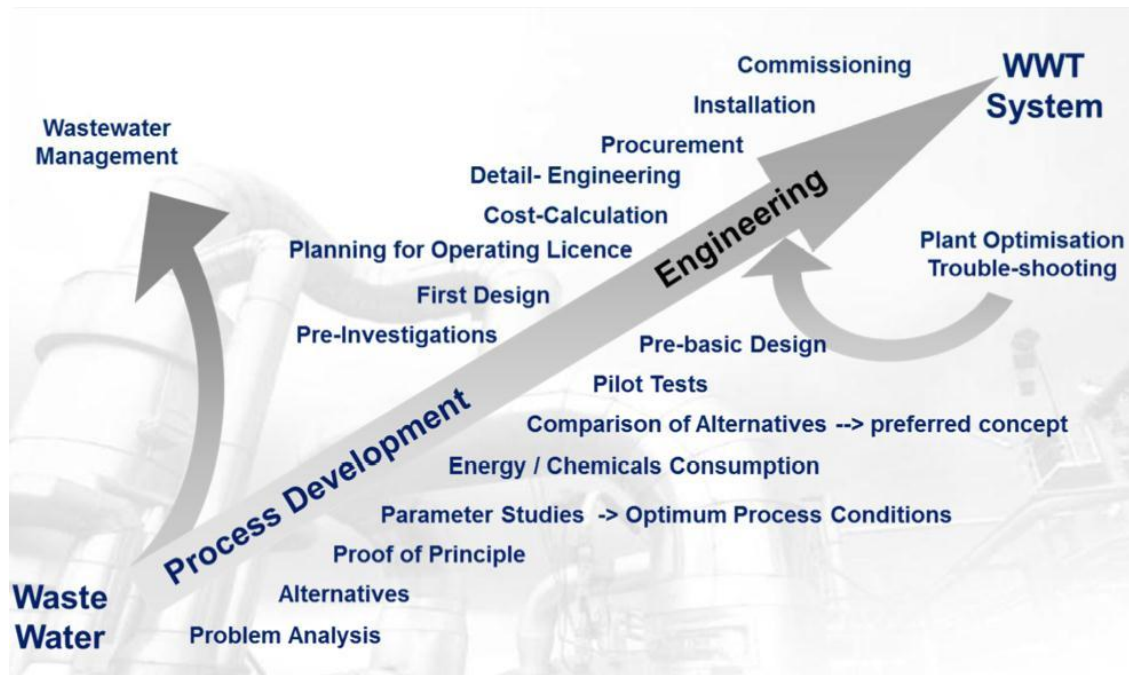 Commissioning
WWT
System
Installation
Wastewater
Management
Procurement
Detail- Engineering
Cost-Calculation
Planning for Operating Licence
Engineering
Plant Optimisation
Trouble-shooting
First Design
Pre-Investigations
Pre-basic Design
Pilot Tests
Comparison of Alternatives --> preferred concept
Process Development
Energy / Chemicals Consumption
Parameter Studies -> Optimum Process Conditions
Proof of Principle
Waste
Water
Alternatives
Problem Analysis